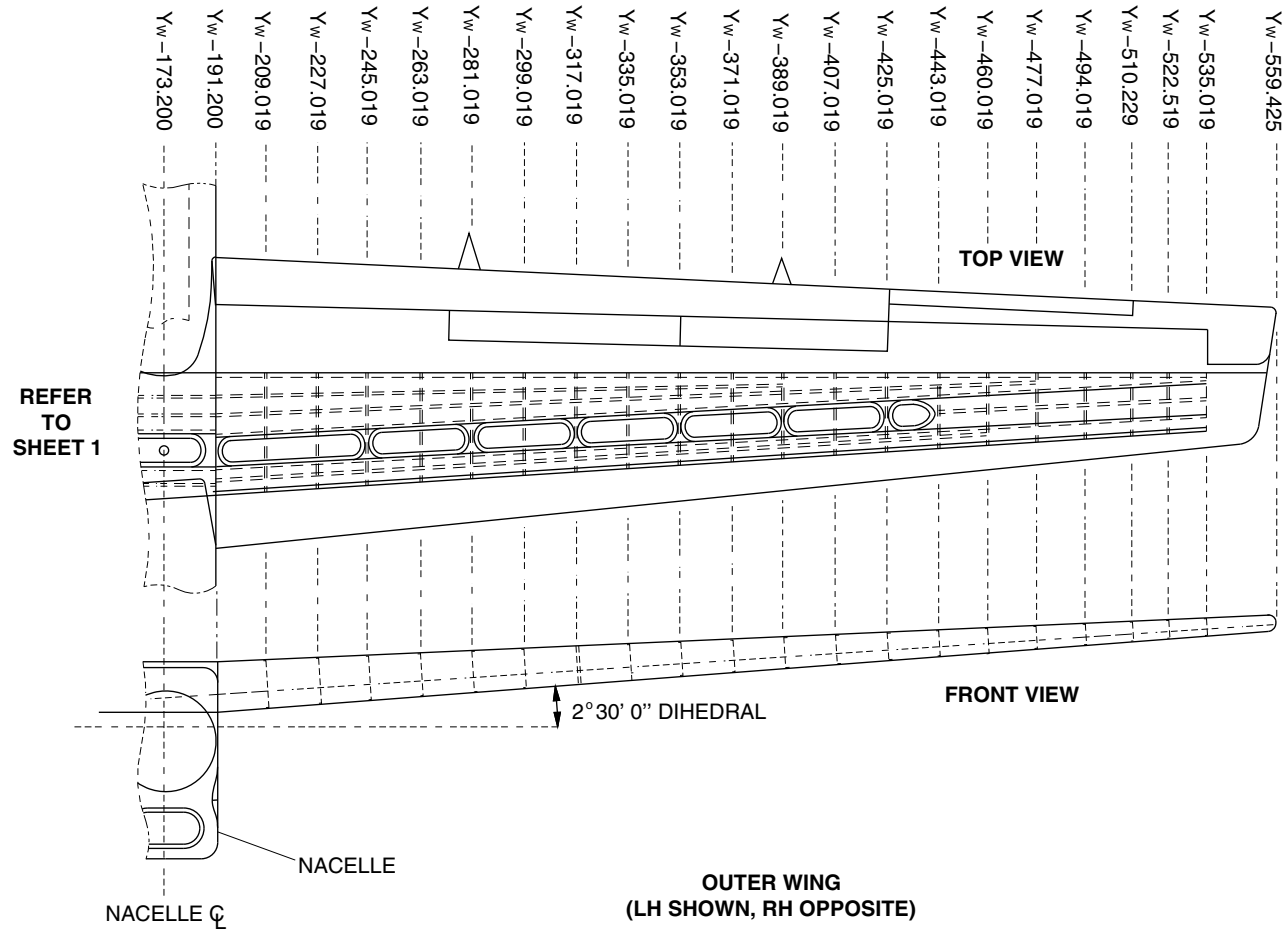 Yw–173.200
Yw–191.200
Yw–209.019
Yw–227.019
Yw–245.019
Yw–263.019
Yw–281.019
Yw–299.019
Yw–317.019
Yw–335.019
Yw–353.019
Yw–371.019
Yw–389.019
Yw–407.019
Yw–425.019
Yw–443.019
Yw–460.019
Yw–477.019
Yw–494.019
Yw–510.229
Yw–522.519
Yw–535.019
Yw–559.425
TOP VIEW
REFER
TO
SHEET 1
FRONT VIEW
2°30' 0'' DIHEDRAL
NACELLE
NACELLE ℄
OUTER WING
(LH SHOWN, RH OPPOSITE)